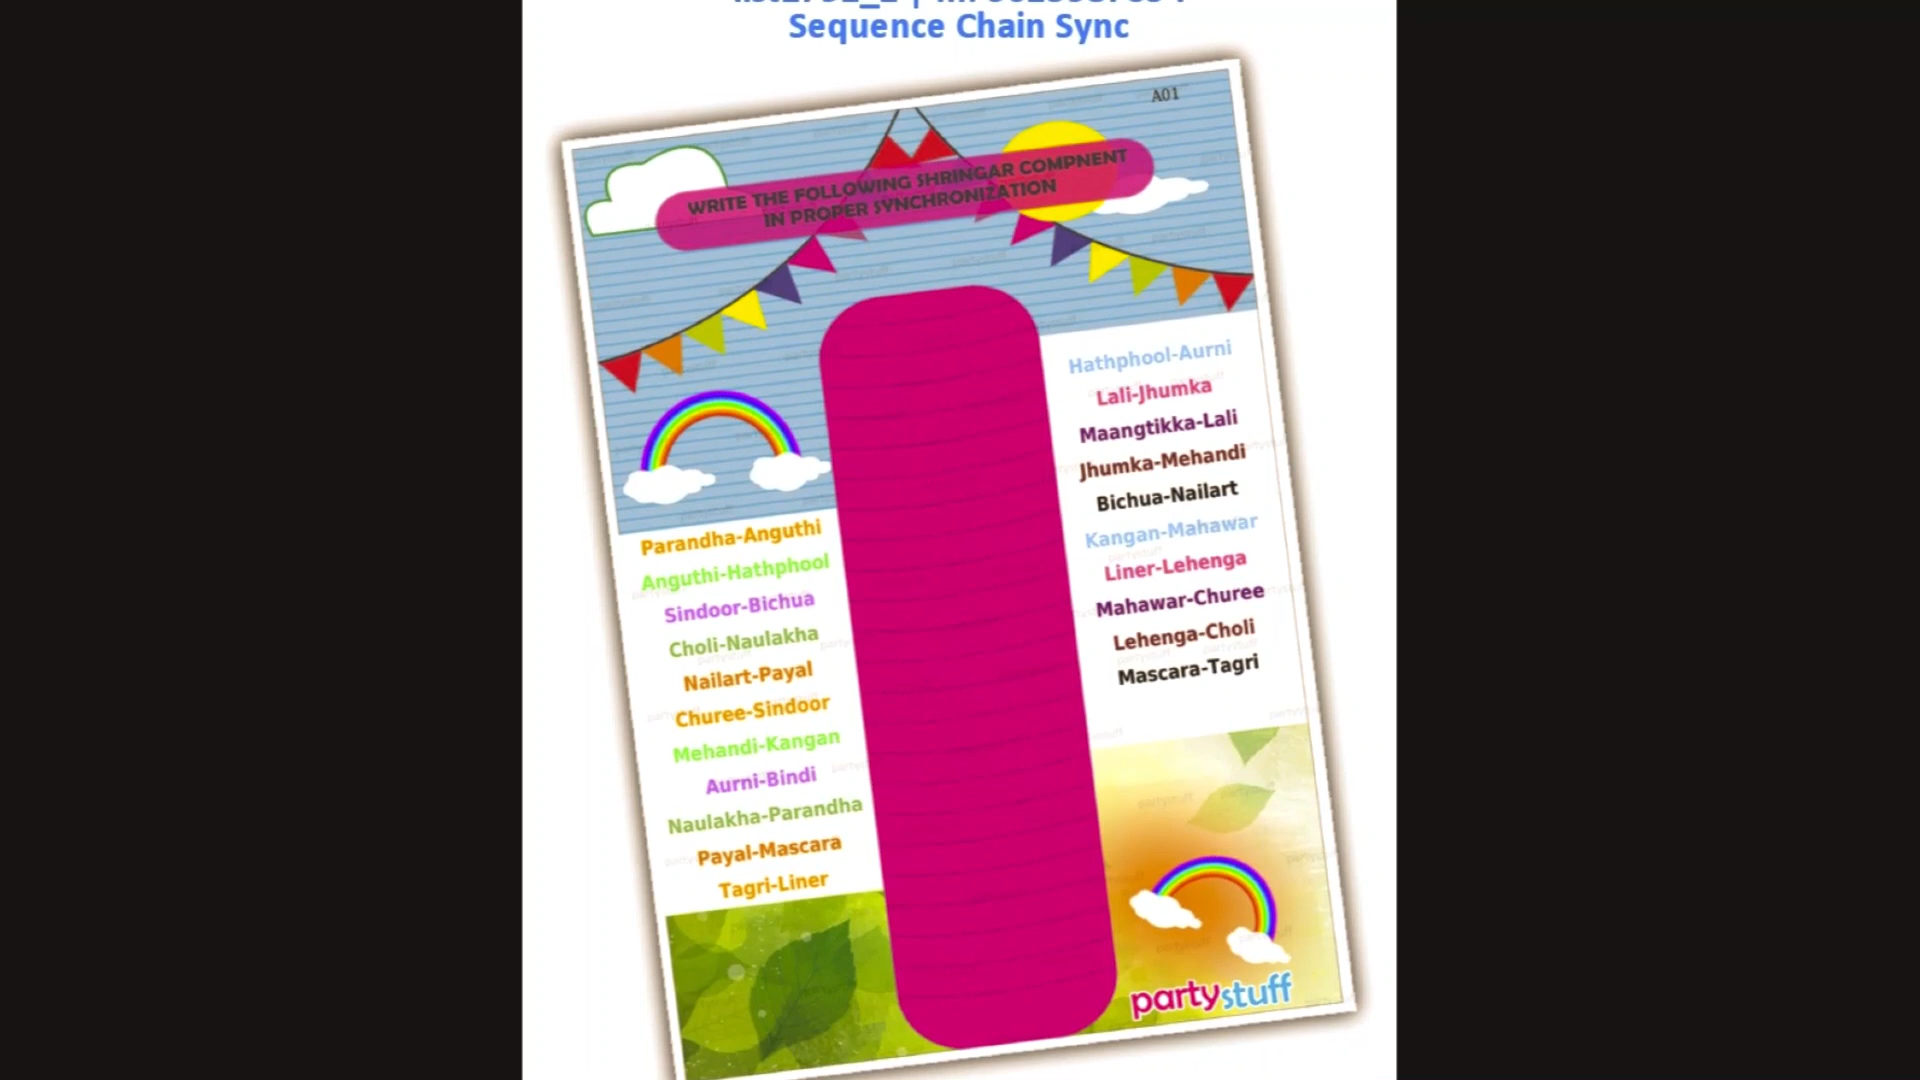 Sequence Chain Sync
A01
WRITE THE FOLLOWING SHRINGAR COMPNENT
IN PROPER SYNCHRONIZATION
Parandha-Anguthi
Anguthi-Hathphool
Sindoor-Bichua
Choli-Naulakha
Nailart-Payal
Churee-Sindoor
Mehandi-Kangan
Aurni-Bindi
Naulakha-Parandha
Payal-Mascara
Tagri-Liner
Hathphool-Aurni
Lali-Jhumka
Maangtikka-Lali
Jhumka-Mehandi
Bichua-Nailart
Kangan-Mahawar
Liner-Lehenga
Mahawar-Churee
Lehenga-Choli
Mascara-Tagri
partystuff